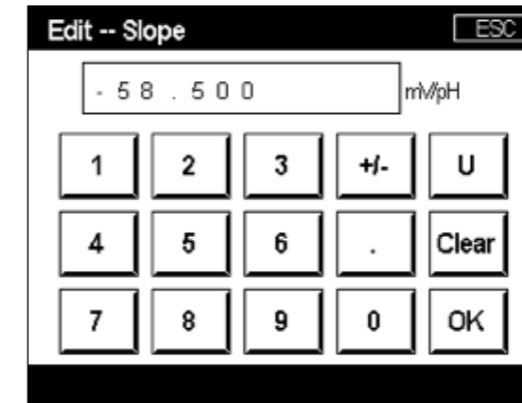 Edit -- Slope ESC
- 5 8 . 5 0 0 mV/pH
1 2 3 +/- U
4 5 6 . Clear
7 8 9 0 OK